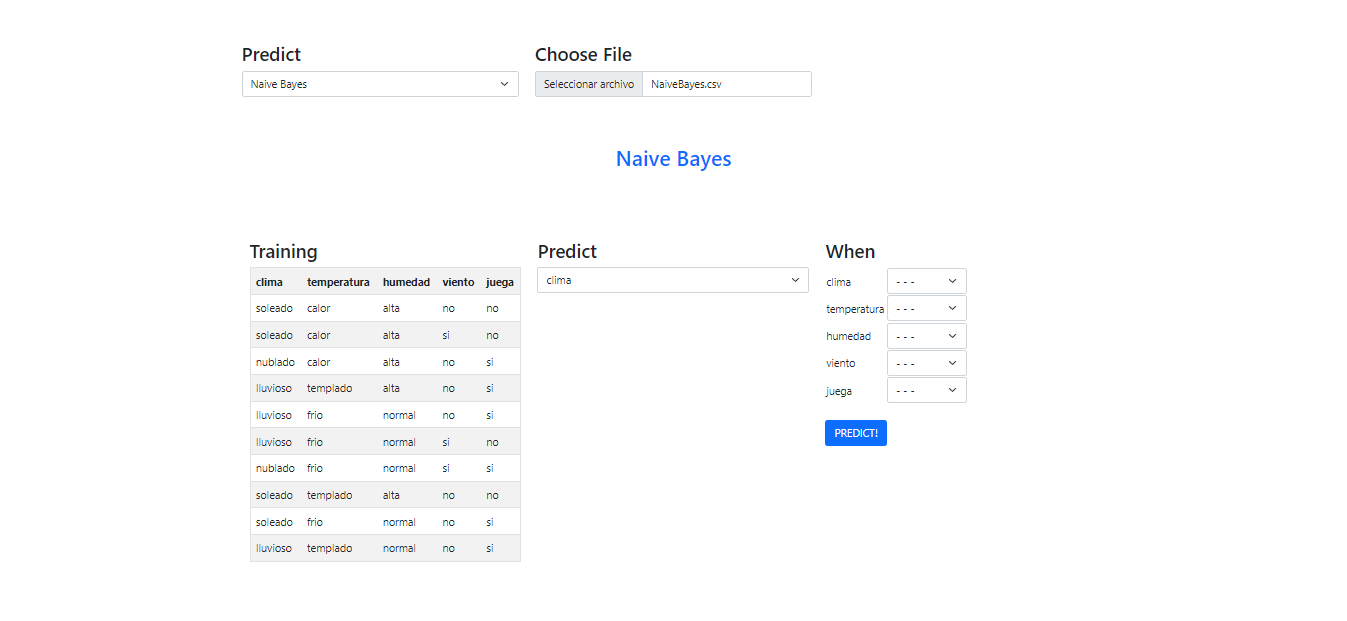 Predict
Naive Bayes
Choose File
Seleccionar archivo NaiveBayes.csv
Naive Bayes
Training
clima temperatura humedad viento juega
soleado calor alta no no
soleado calor alta si no
nublado calor alta no si
lluvioso templado alta no si
lluvioso frio normal no si
lluvioso frio normal si no
nublado frio normal si si
soleado templado alta no no
soleado frio normal no si
lluvioso templado normal no si
Predict
clima
When
clima - - -
temperatura - - -
humedad - - -
viento - - -
juega - - -
PREDICT!